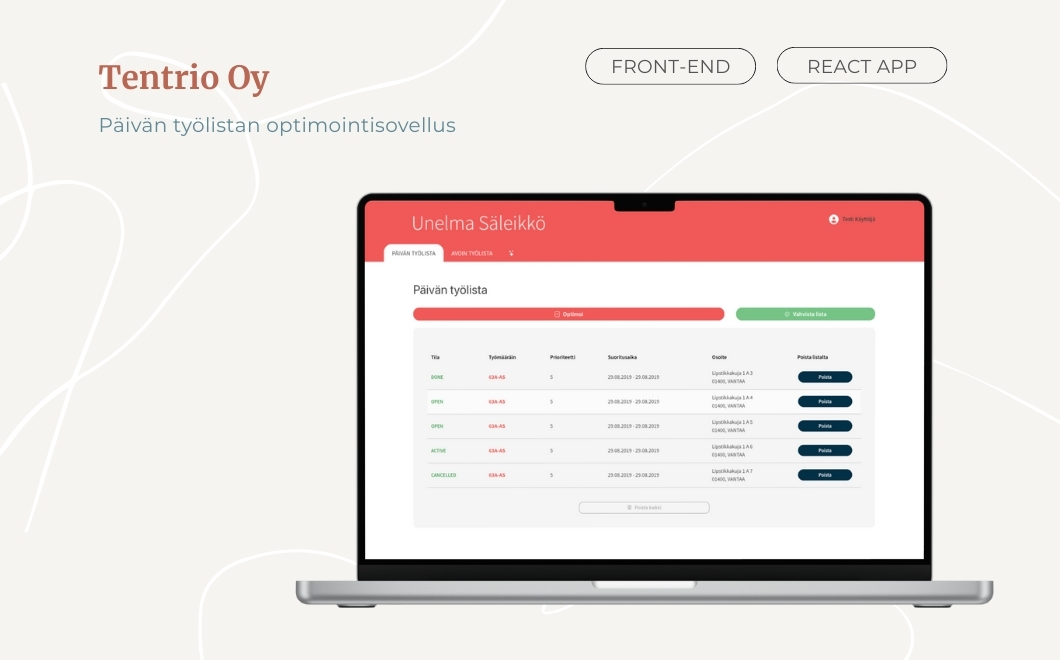 Tentrio Oy
FRONT-END
REACT APP
Päivän työlistan optimointisovellus
Unelma Säleikkö
Testi Käyttäjä
PÄIVÄN TYÖLISTA
AVOIN TYÖLISTA
Päivän työlista
Optimoi
Vahvista lista
Tila Työmääräin Prioriteetti Suoritusaika Osoite Poista listalta
DONE G3A-AS 5 29.08.2019 - 29.08.2019 Lipstikkakuja 1 A 3 Poista
01400, VANTAA
OPEN G3A-AS 5 29.08.2019 - 29.08.2019 Lipstikkakuja 1 A 4 Poista
01400, VANTAA
OPEN G3A-AS 5 29.08.2019 - 29.08.2019 Lipstikkakuja 1 A 5 Poista
01400, VANTAA
ACTIVE G3A-AS 5 29.08.2019 - 29.08.2019 Lipstikkakuja 1 A 6 Poista
01400, VANTAA
CANCELLED G3A-AS 5 29.08.2019 - 29.08.2019 Lipstikkakuja 1 A 7 Poista
01400, VANTAA
Poista kaikki